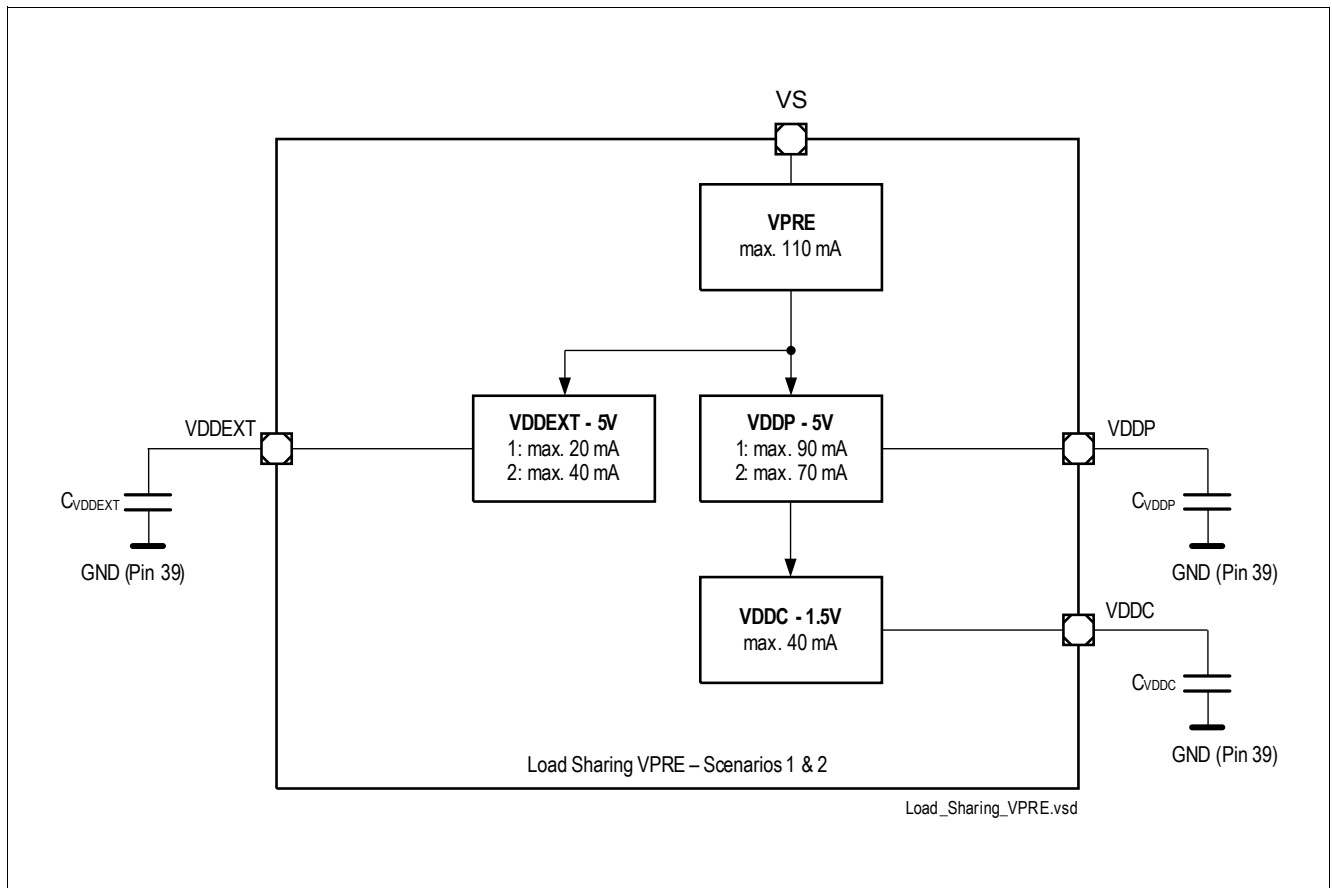 VS
VPRE
max. 110 mA
VDDEXT
VDDEXT - 5V
1: max. 20 mA
2: max. 40 mA
VDDP - 5V
1: max. 90 mA
2: max. 70 mA
VDDP
CVDDEXT
GND (Pin 39)
CVDDP
GND (Pin 39)
VDDC - 1.5V
max. 40 mA
VDDC
CVDDC
GND (Pin 39)
Load Sharing VPRE – Scenarios 1 & 2
Load_Sharing_VPRE.vsd